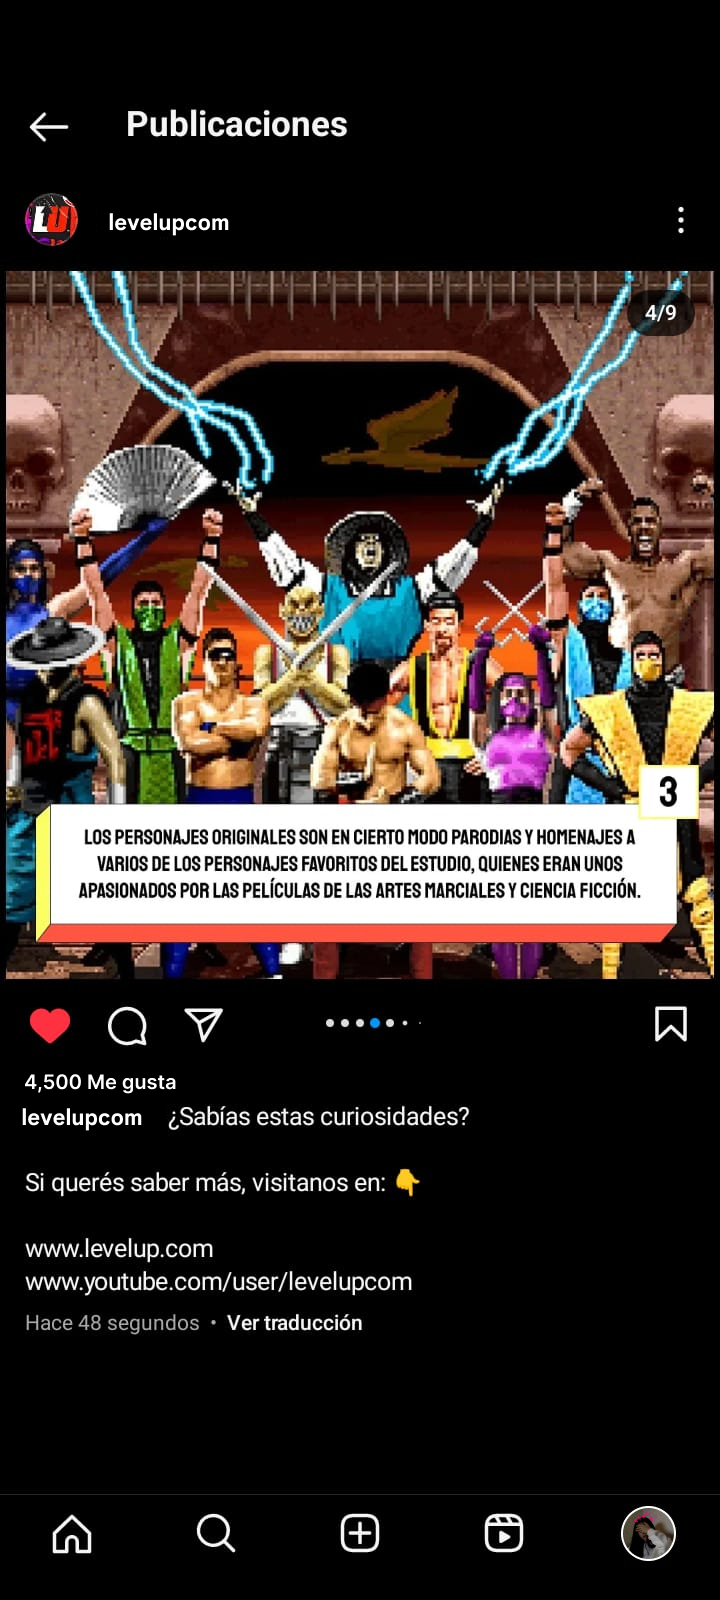 Publicaciones
LU
levelupcom
4/9
3
LOS PERSONAJES ORIGINALES SON EN CIERTO MODO PARODIAS Y HOMENAJES A
VARIOS DE LOS PERSONAJES FAVORITOS DEL ESTUDIO, QUIENES ERAN UNOS
APASIONADOS POR LAS PELÍCULAS DE LAS ARTES MARCIALES Y CIENCIA FICCIÓN.
4,500 Me gusta
levelupcom ¿Sabías estas curiosidades?
Si querés saber más, visitanos en: 👇
www.levelup.com
www.youtube.com/user/levelupcom
Hace 48 segundos • Ver traducción